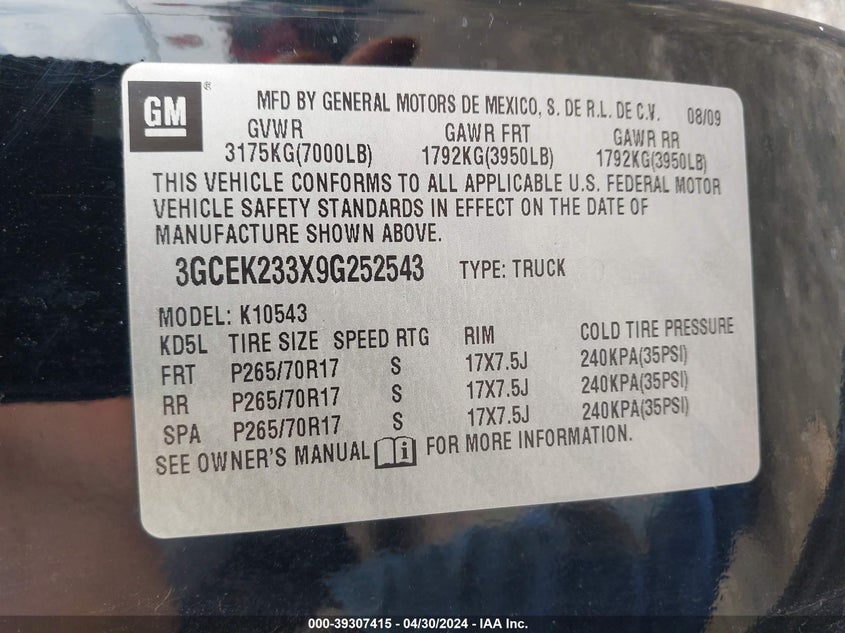 GM®
MFD BY GENERAL MOTORS DE MEXICO, S. DE R.L. DE C.V. 08/09
GVWR GAWR FRT GAWR RR
3175KG(7000LB) 1792KG(3950LB) 1792KG(3950LB)
THIS VEHICLE CONFORMS TO ALL APPLICABLE U.S. FEDERAL MOTOR
VEHICLE SAFETY STANDARDS IN EFFECT ON THE DATE OF
MANUFACTURE SHOWN ABOVE.
3GCEK233X9G252543 TYPE: TRUCK
MODEL: K10543
KD5L TIRE SIZE SPEED RTG RIM COLD TIRE PRESSURE
FRT P265/70R17 S 17X7.5J 240KPA(35PSI)
RR P265/70R17 S 17X7.5J 240KPA(35PSI)
SPA P265/70R17 S 17X7.5J 240KPA(35PSI)
SEE OWNER'S MANUAL i FOR MORE INFORMATION.
000-39307415 - 04/30/2024 - IAA Inc.